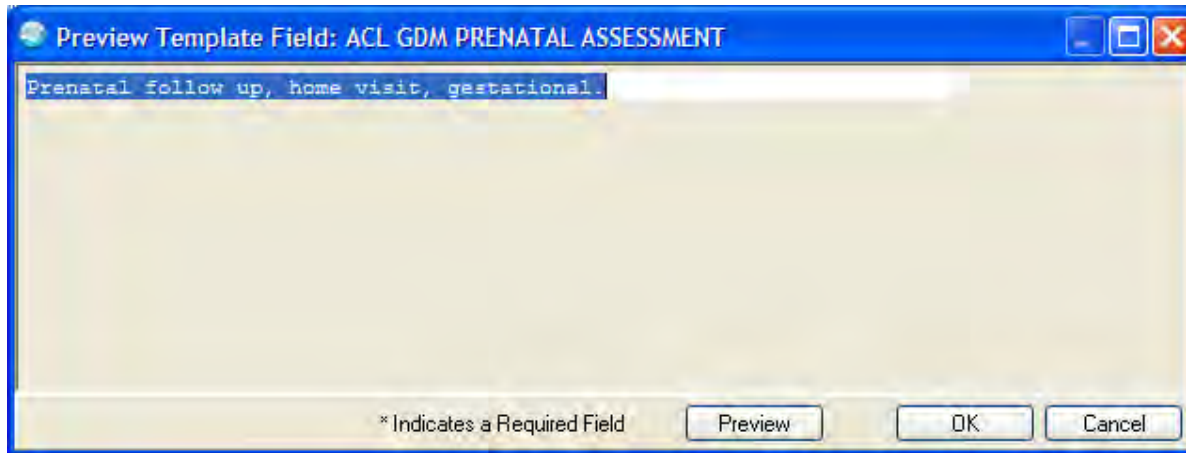 Preview Template Field: ACL GDM PRENATAL ASSESSMENT
Prenatal follow up, home visit, gestational.
* Indicates a Required Field Preview OK Cancel